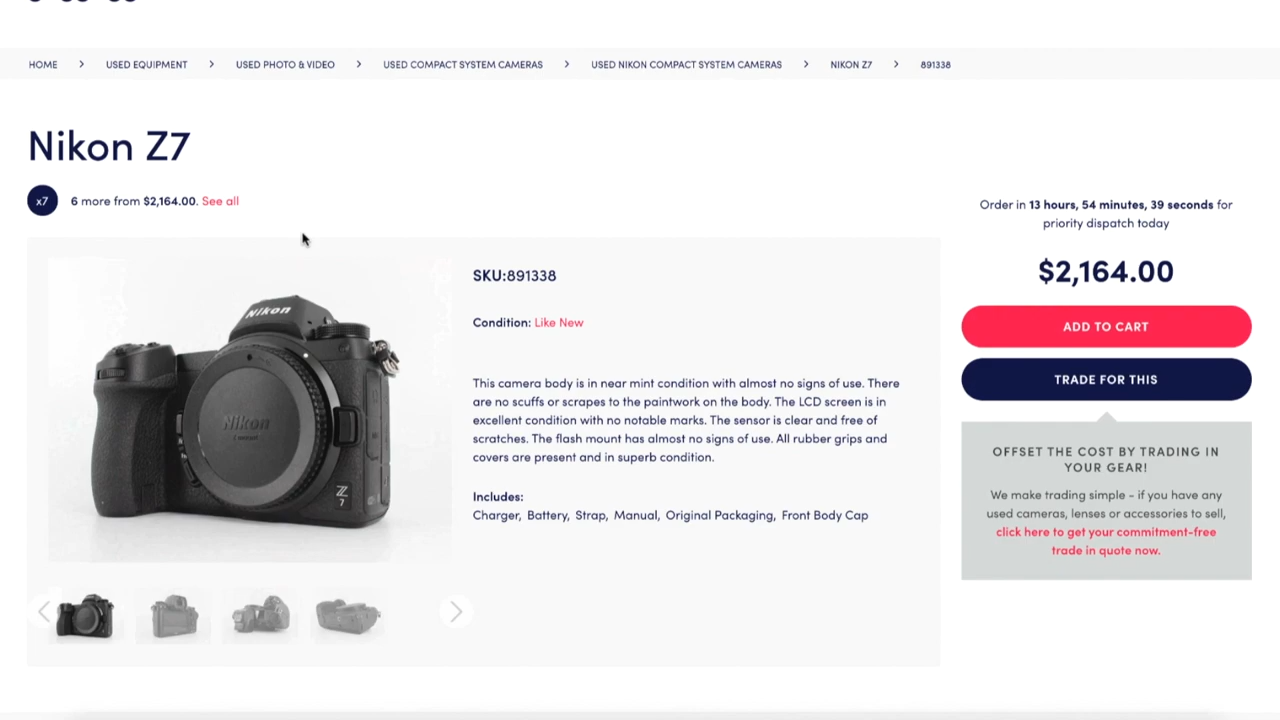 HOME > USED EQUIPMENT > USED PHOTO & VIDEO > USED COMPACT SYSTEM CAMERAS > USED NIKON COMPACT SYSTEM CAMERAS > NIKON Z7 > 891338
Nikon Z7
x7 6 more from $2,164.00. See all
Order in 13 hours, 54 minutes, 39 seconds for
priority dispatch today
$2,164.00
ADD TO CART
TRADE FOR THIS
OFFSET THE COST BY TRADING IN
YOUR GEAR!
We make trading simple - if you have any
used cameras, lenses or accessories to sell,
click here to get your commitment-free
trade in quote now.
SKU:891338
Condition: Like New
This camera body is in near mint condition with almost no signs of use. There
are no scuffs or scrapes to the paintwork on the body. The LCD screen is in
excellent condition with no notable marks. The sensor is clear and free of
scratches. The flash mount has almost no signs of use. All rubber grips and
covers are present and in superb condition.
Includes:
Charger, Battery, Strap, Manual, Original Packaging, Front Body Cap
Nikon
Nikon
Z
7